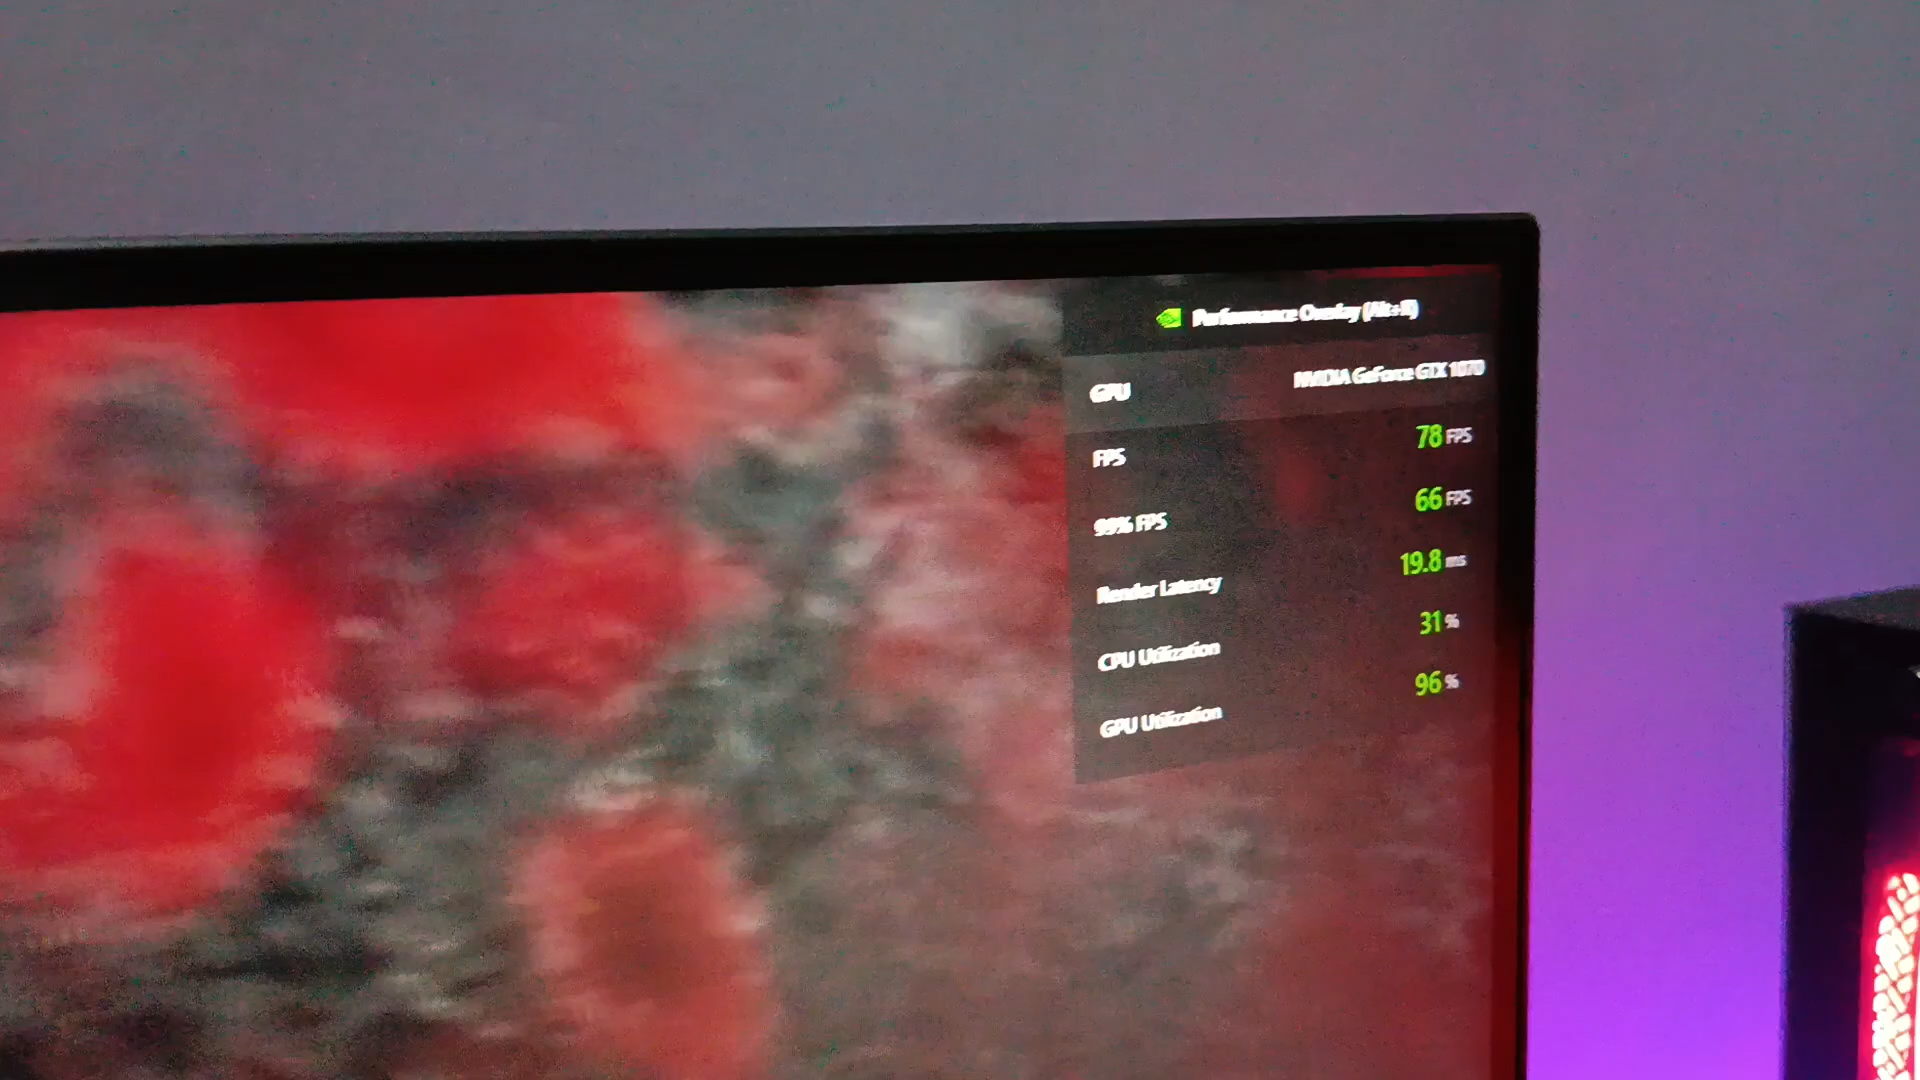 Performance Overlay (Alt+R)
GPU NVIDIA GeForce GTX 1070
FPS 78 FPS
99% FPS 66 FPS
Render Latency 19.8 ms
CPU Utilization 31 %
GPU Utilization 96 %